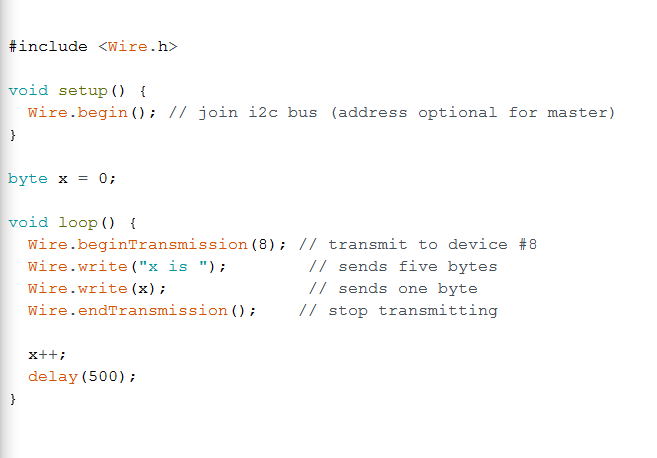 #include <Wire.h>
void setup() {
Wire.begin(); // join i2c bus (address optional for master)
}
byte x = 0;
void loop() {
Wire.beginTransmission(8); // transmit to device #8
Wire.write("x is "); // sends five bytes
Wire.write(x); // sends one byte
Wire.endTransmission(); // stop transmitting
x++;
delay(500);
}